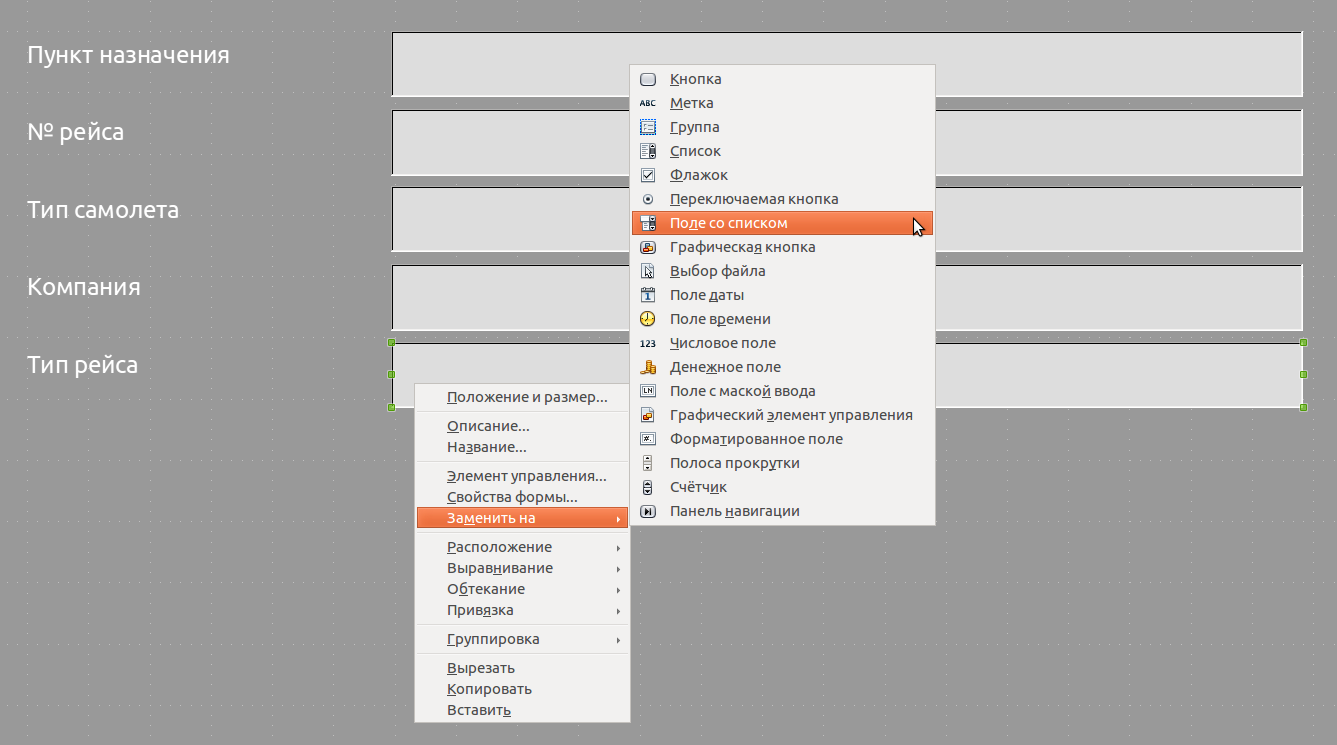 Пункт назначения
№ рейса
Тип самолета
Компания
Тип рейса
Положение и размер...
Описание...
Название...
Элемент управления...
Свойства формы...
Заменить на
Расположение
Выравнивание
Обтекание
Привязка
Группировка
Вырезать
Копировать
Вставить
Кнопка
ABC Метка
Группа
Список
Флажок
Переключаемая кнопка
Поле со списком
Графическая кнопка
Выбор файла
1 Поле даты
Поле времени
123 Числовое поле
Денежное поле
LN Поле с маской ввода
Графический элемент управления
#. Форматированное поле
Полоса прокрутки
Счётчик
Панель навигации